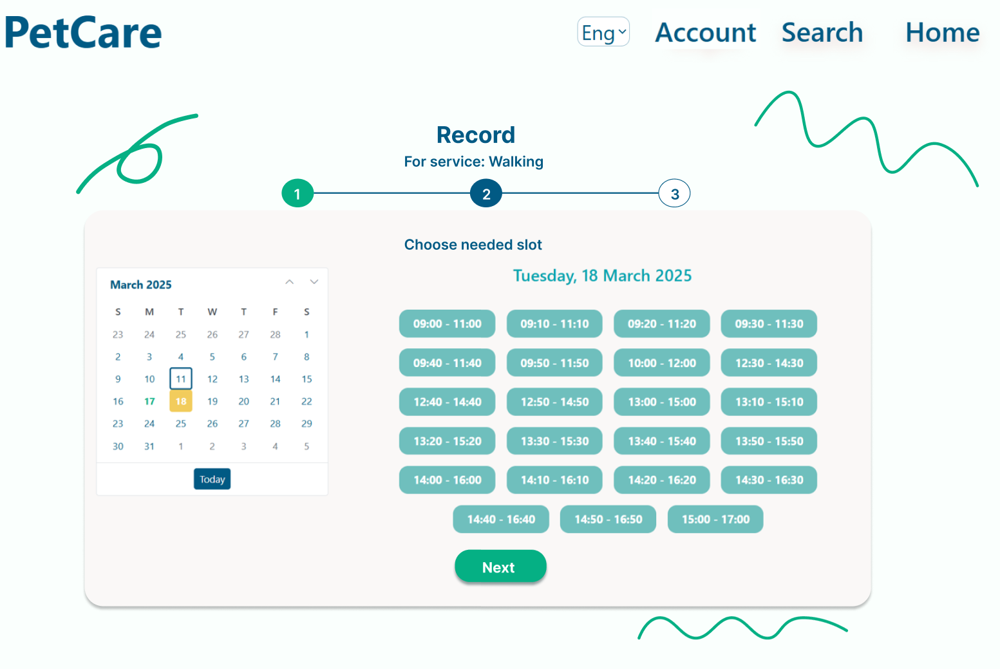 PetCare
Eng Account Search Home
Record
For service: Walking
1 2 3
Choose needed slot
March 2025
S M T W T F S
23 24 25 26 27 28 1
2 3 4 5 6 7 8
9 10 11 12 13 14 15
16 17 18 19 20 21 22
23 24 25 26 27 28 29
30 31 1 2 3 4 5
Today
Tuesday, 18 March 2025
09:00 - 11:00 09:10 - 11:10 09:20 - 11:20 09:30 - 11:30
09:40 - 11:40 09:50 - 11:50 10:00 - 12:00 12:30 - 14:30
12:40 - 14:40 12:50 - 14:50 13:00 - 15:00 13:10 - 15:10
13:20 - 15:20 13:30 - 15:30 13:40 - 15:40 13:50 - 15:50
14:00 - 16:00 14:10 - 16:10 14:20 - 16:20 14:30 - 16:30
14:40 - 16:40 14:50 - 16:50 15:00 - 17:00
Next